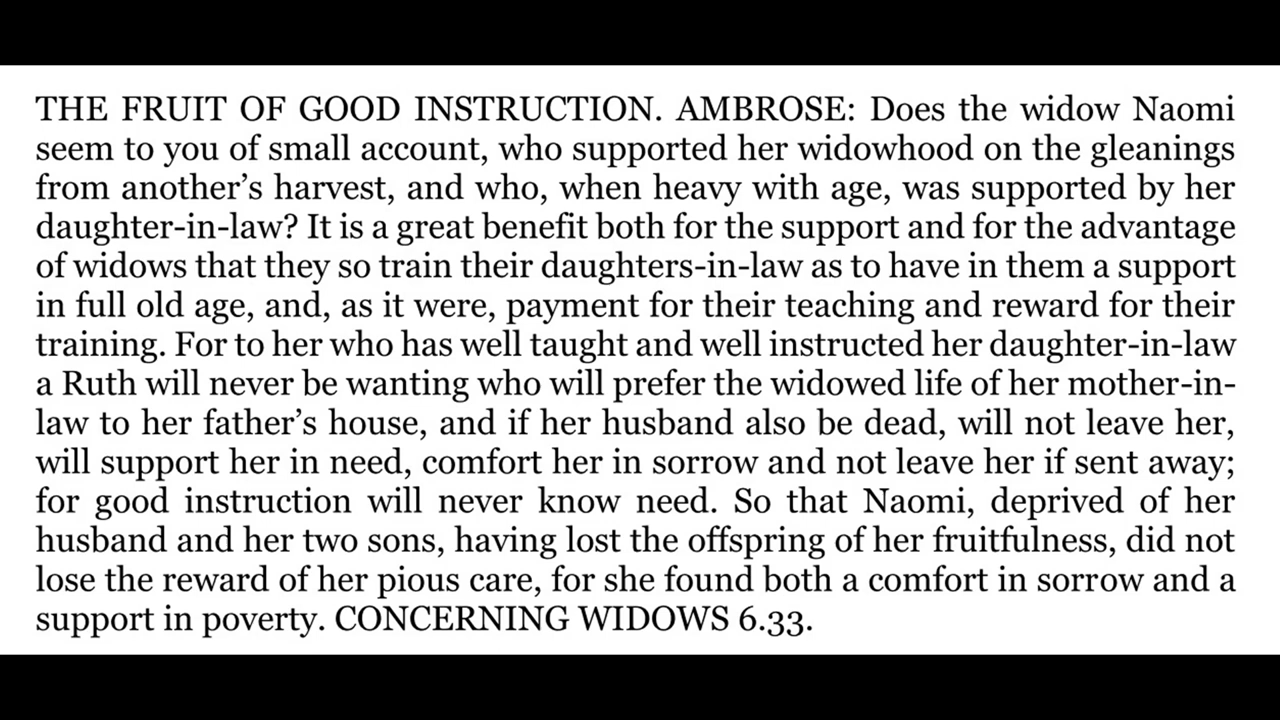 THE FRUIT OF GOOD INSTRUCTION. AMBROSE: Does the widow Naomi
seem to you of small account, who supported her widowhood on the gleanings
from another’s harvest, and who, when heavy with age, was supported by her
daughter-in-law? It is a great benefit both for the support and for the advantage
of widows that they so train their daughters-in-law as to have in them a support
in full old age, and, as it were, payment for their teaching and reward for their
training. For to her who has well taught and well instructed her daughter-in-law
a Ruth will never be wanting who will prefer the widowed life of her mother-in-
law to her father’s house, and if her husband also be dead, will not leave her,
will support her in need, comfort her in sorrow and not leave her if sent away;
for good instruction will never know need. So that Naomi, deprived of her
husband and her two sons, having lost the offspring of her fruitfulness, did not
lose the reward of her pious care, for she found both a comfort in sorrow and a
support in poverty. CONCERNING WIDOWS 6.33.